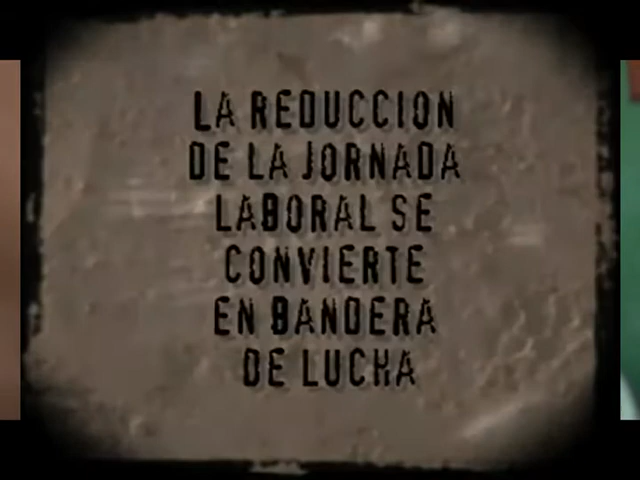 LA REDUCCION
DE LA JORNADA
LABORAL SE
CONVIERTE
EN BANDERA
DE LUCHA